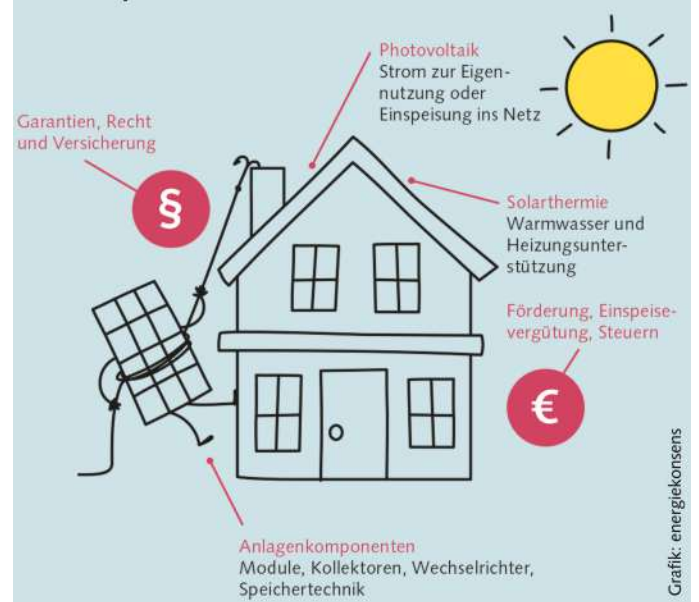 Photovoltaik
Strom zur Eigen-
nutzung oder
Einspeisung ins Netz
Garantien, Recht
und Versicherung
§
Solarthermie
Warmwasser und
Heizungsunter-
stützung
Förderung, Einspeise-
vergütung, Steuern
€
Anlagenkomponenten
Module, Kollektoren, Wechselrichter,
Speichertechnik
Grafik: energiekonsens